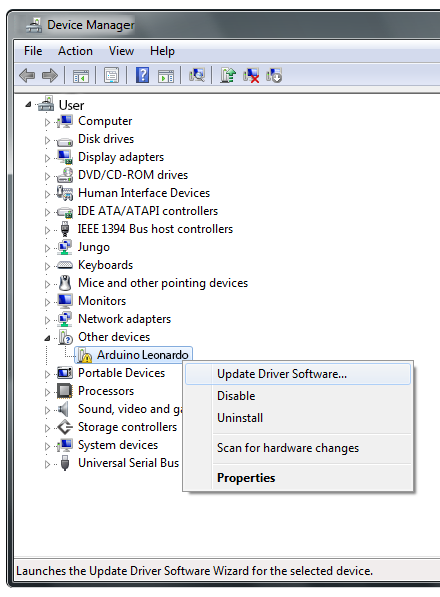 Device Manager
File Action View Help
User
Computer
Disk drives
Display adapters
DVD/CD-ROM drives
Human Interface Devices
IDE ATA/ATAPI controllers
IEEE 1394 Bus host controllers
Jungo
Keyboards
Mice and other pointing devices
Monitors
Network adapters
Other devices
Arduino Leonardo
Portable Devices
Processors
Sound, video and
Storage controllers
System devices
Universal Serial Bus
Update Driver Software...
Disable
Uninstall
Scan for hardware changes
Properties
Launches the Update Driver Software Wizard for the selected device.